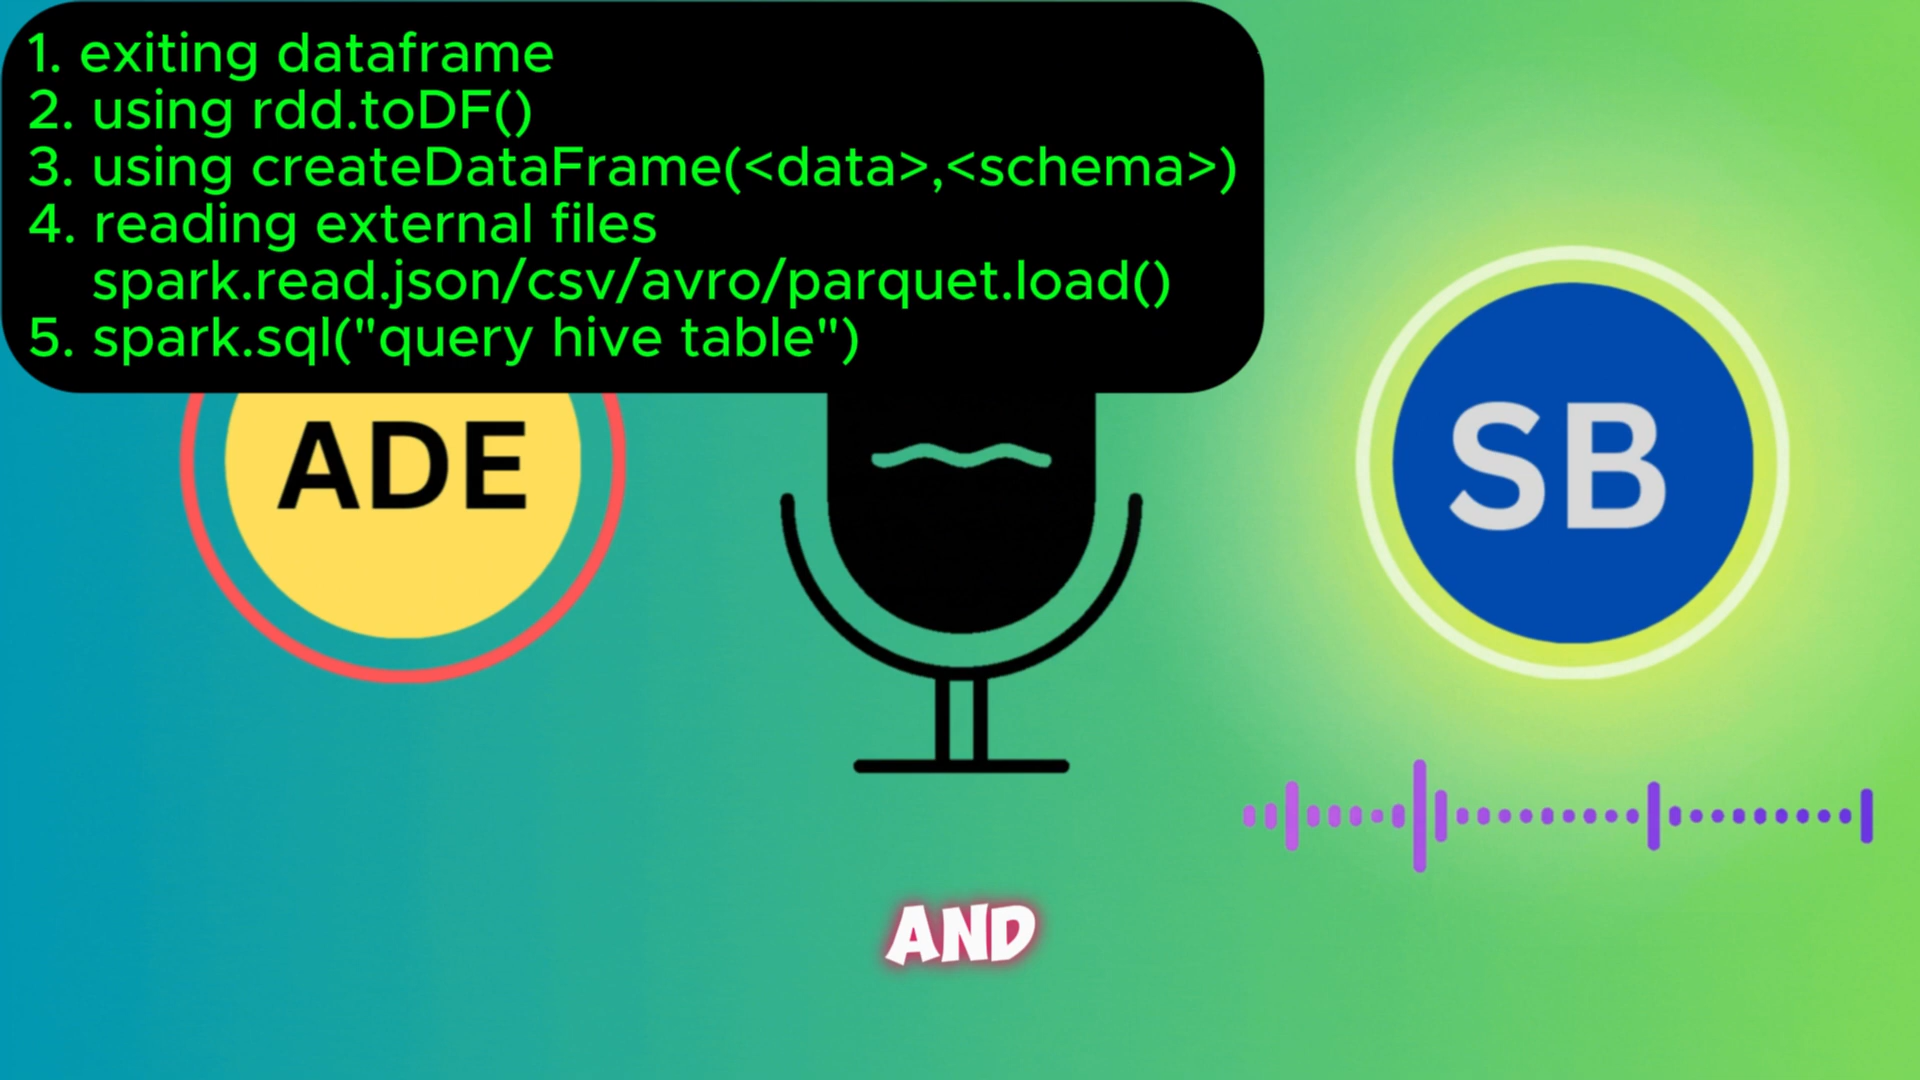 1. exiting dataframe
2. using rdd.toDF()
3. using createDataFrame(<data>,<schema>)
4. reading external files
spark.read.json/csv/avro/parquet.load()
5. spark.sql("query hive table")
ADE
SB
AND